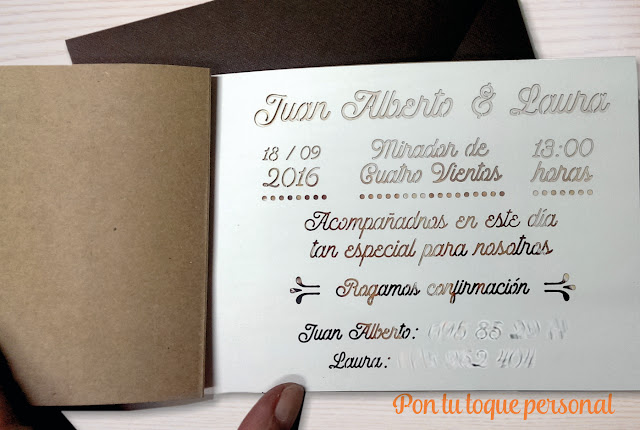 Juan Alberto & Laura
18 / 09
2016
Mirador de
Cuatro Vientos
13:00
horas
Acompañadnos en este día
tan especial para nosotros
Rogamos confirmación
Juan Alberto:
Laura:
Pon tu toque personal